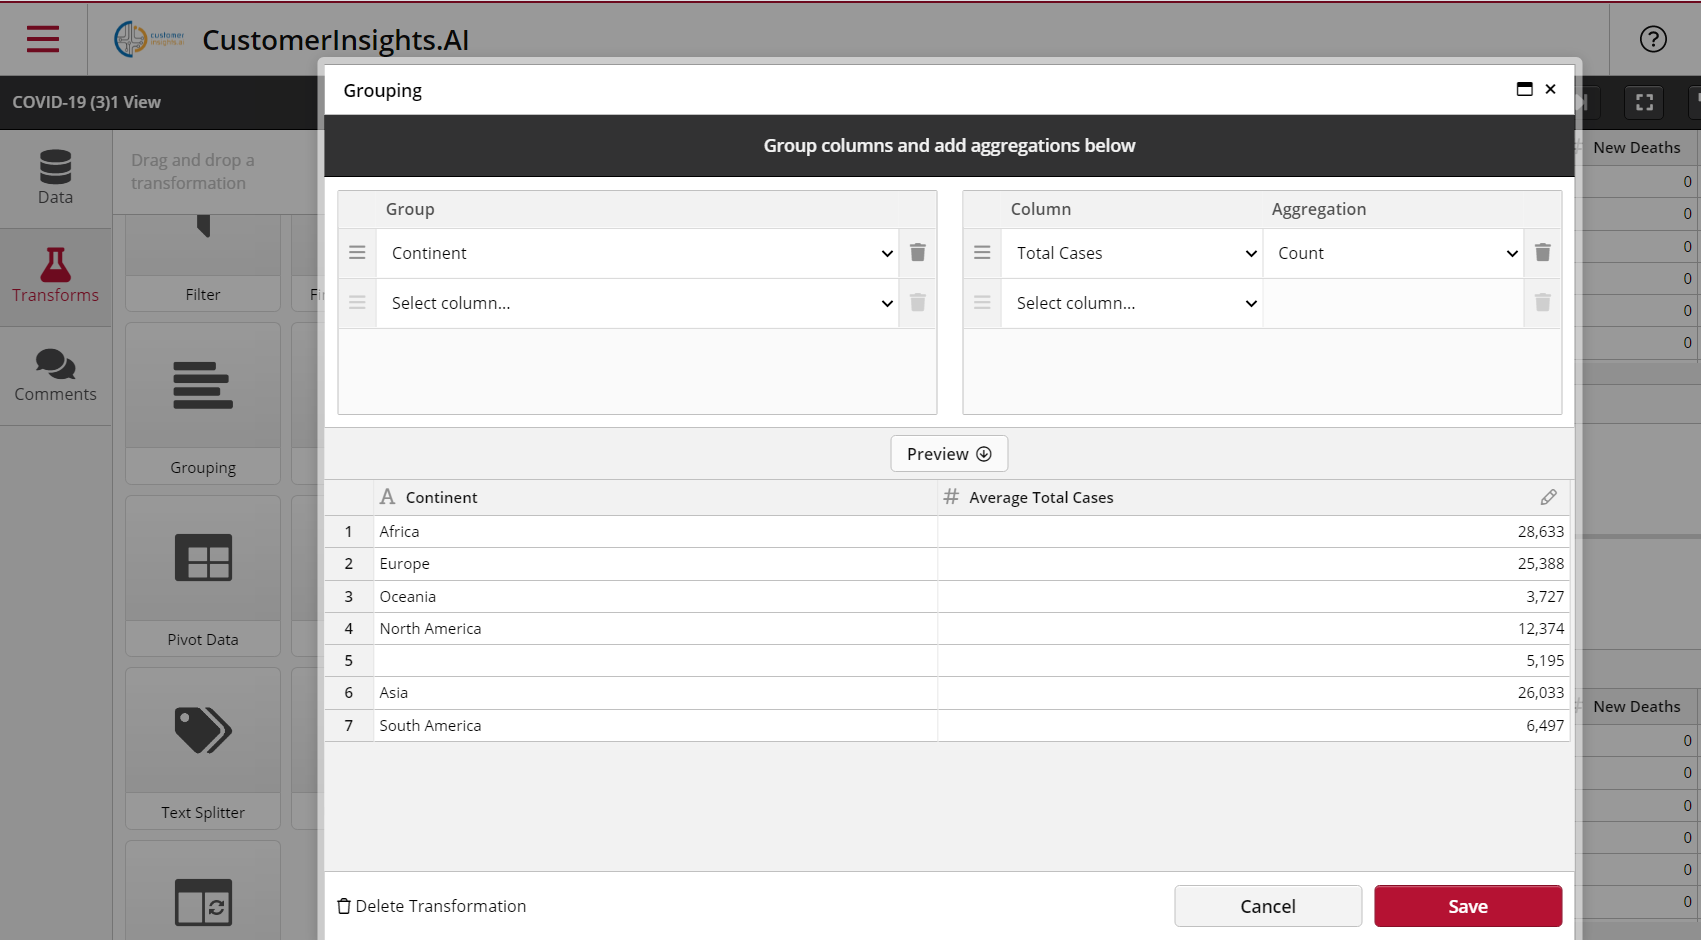 customer
insights.ai
CustomerInsights.AI
COVID-19 (3)1 View
Data
Transforms
Comments
Drag and drop a
transformation
Filter
Grouping
Pivot Data
Text Splitter
Grouping
Group columns and add aggregations below
Group
Continent
Select column...
Column Aggregation
Total Cases Count
Select column...
Preview
A Continent # Average Total Cases
1 Africa 28,633
2 Europe 25,388
3 Oceania 3,727
4 North America 12,374
5 5,195
6 Asia 26,033
7 South America 6,497
Delete Transformation
Cancel
Save
# New Deaths
0
0
0
0
0
0
# New Deaths
0
0
0
0
0
0